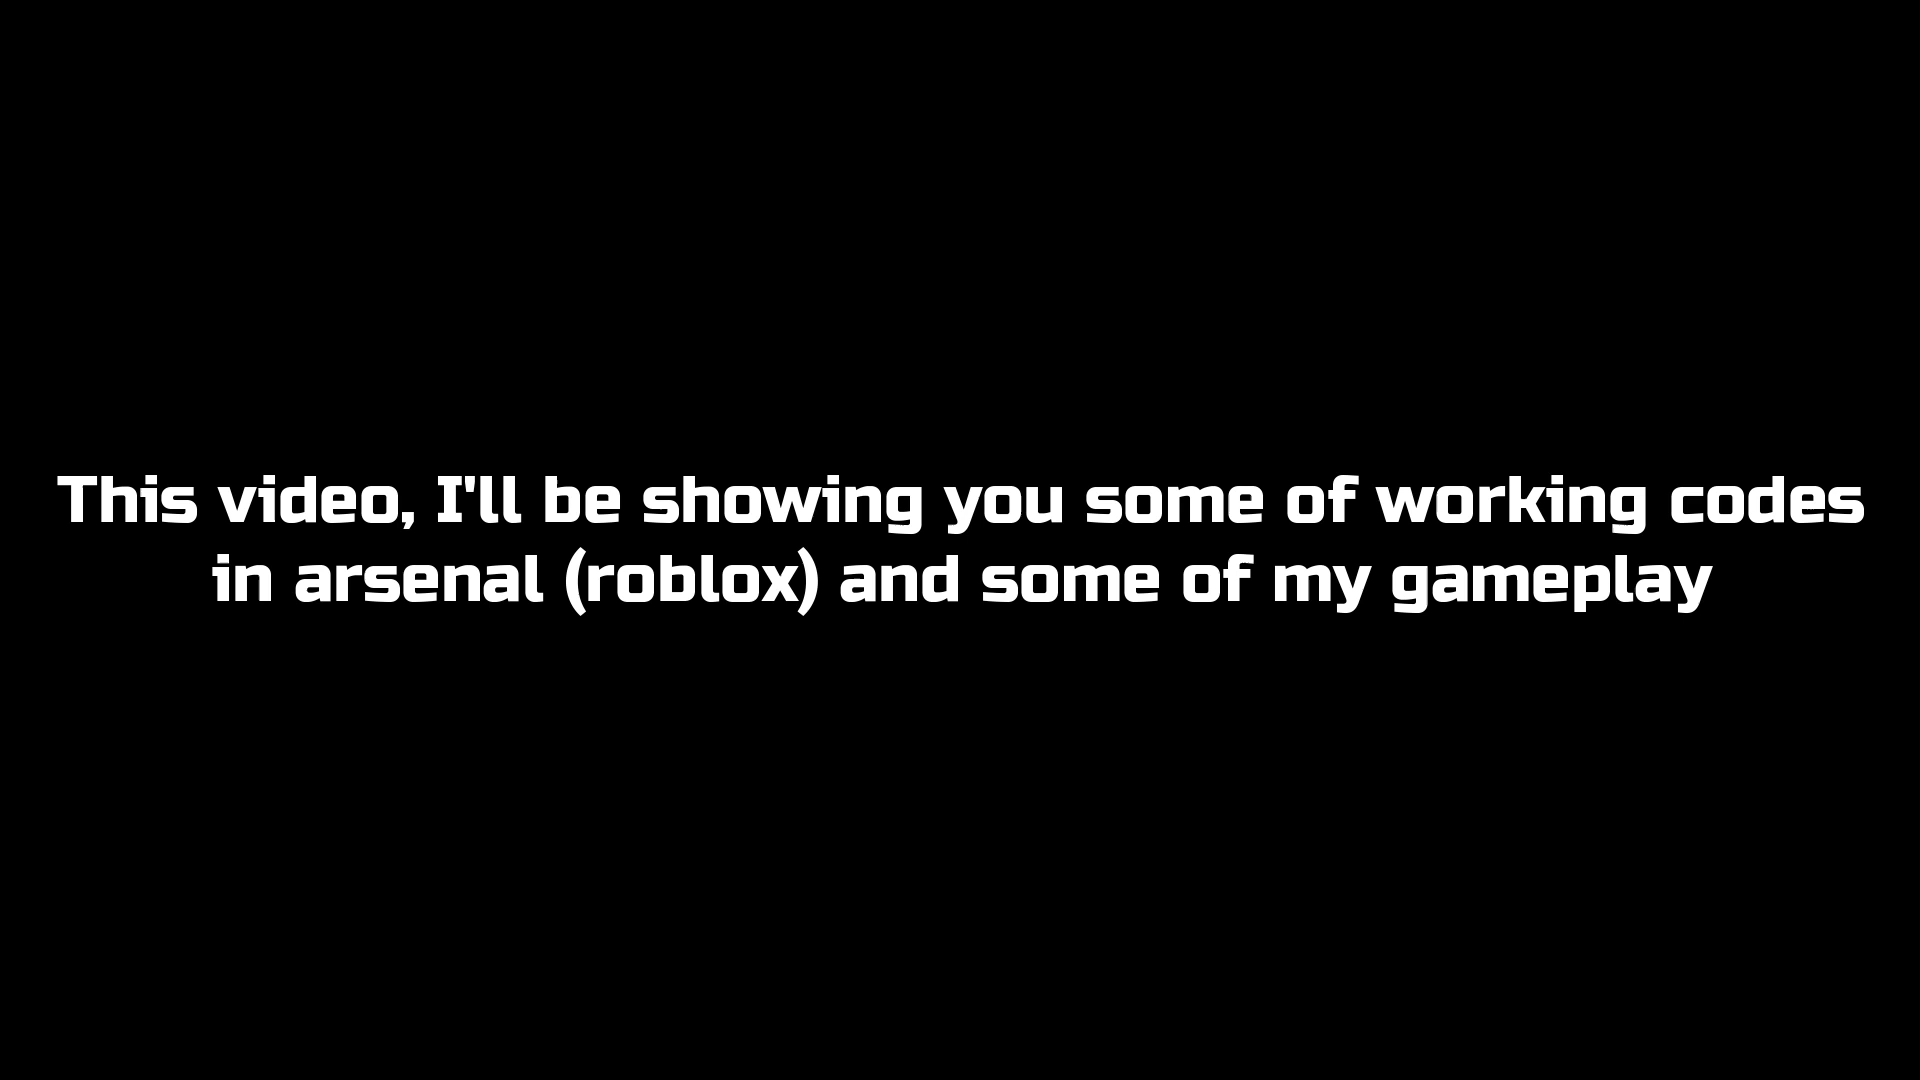 This video, I'll be showing you some of working codes
in arsenal (roblox) and some of my gameplay